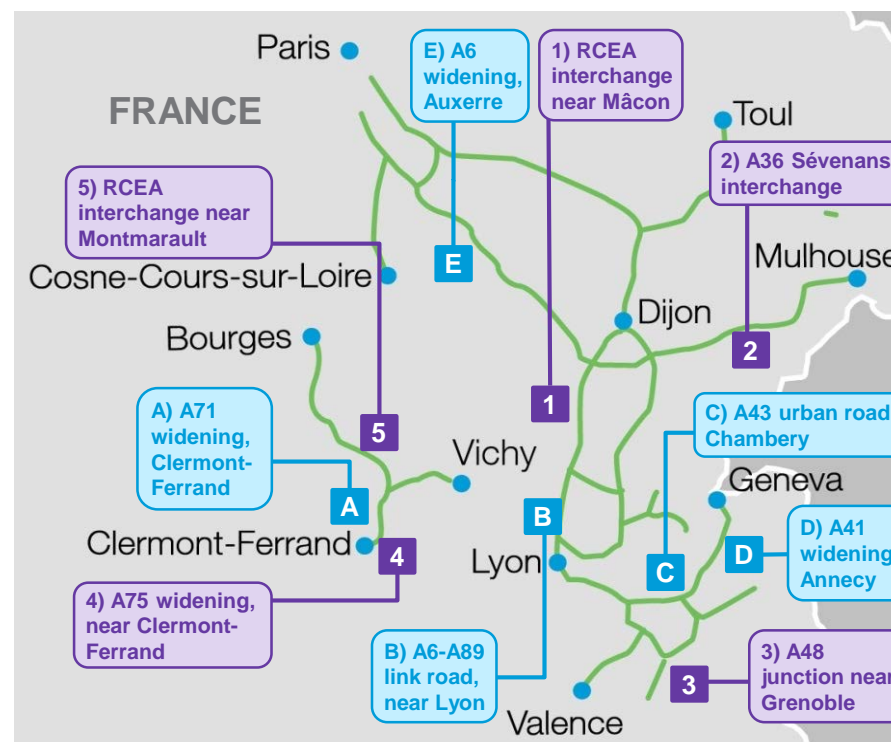 Paris
FRANCE
E) A6
widening,
Auxerre
1) RCEA
interchange
near Mâcon
Toul
2) A36 Sévenans
interchange
5) RCEA
interchange near
Montmarault
E
Cosne-Cours-sur-Loire
Mulhouse
Bourges
Dijon
2
1
A) A71
widening,
Clermont-
Ferrand
5
C) A43 urban road
Chambery
Vichy
Geneva
A
B
Clermont-Ferrand
4
Lyon
C
D
D) A41
widening
Annecy
4) A75 widening,
near Clermont-
Ferrand
B) A6-A89
link road,
near Lyon
3
3) A48
junction near
Grenoble
Valence